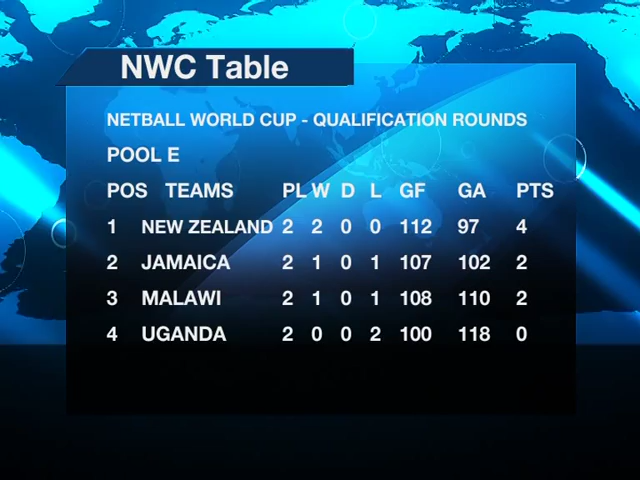 NWC Table
NETBALL WORLD CUP - QUALIFICATION ROUNDS
POOL E
POS TEAMS PL W D L GF GA PTS
1 NEW ZEALAND 2 2 0 0 112 97 4
2 JAMAICA 2 1 0 1 107 102 2
3 MALAWI 2 1 0 1 108 110 2
4 UGANDA 2 0 0 2 100 118 0